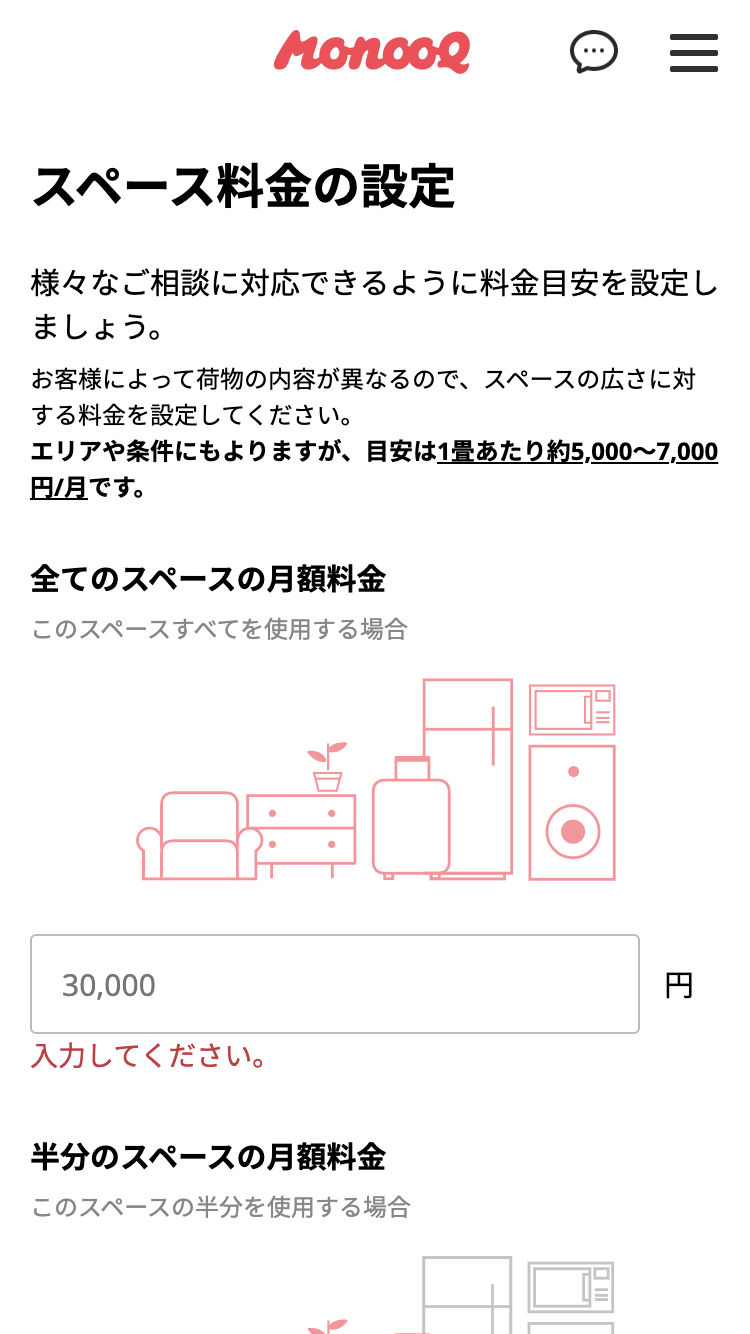 MonooQ
スペース料金の設定
様々なご相談に対応できるように料金目安を設定し
ましょう。
お客様によって荷物の内容が異なるので、スペースの広さに対
する料金を設定してください。
エリアや条件にもよりますが、目安は1畳あたり約5,000〜7,000
円/月です。
全てのスペースの月額料金
このスペースすべてを使用する場合
30,000 円
入力してください。
半分のスペースの月額料金
このスペースの半分を使用する場合